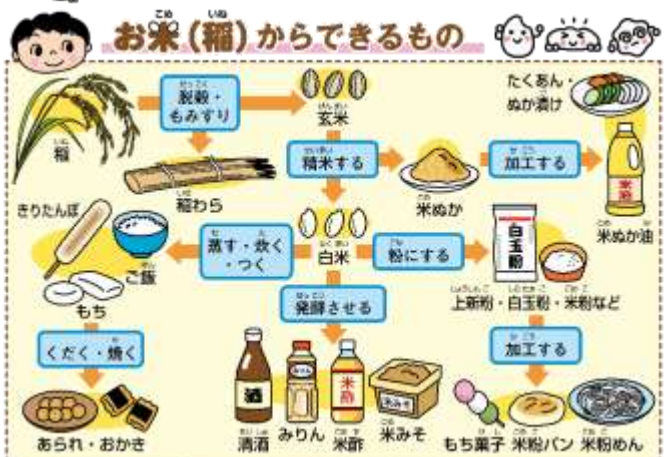 お米(稲)からできるもの
稲
脱穀・
もみすり
玄米
たくあん・
ぬか漬け
稲わら
精米する
米ぬか
加工する
米油
米ぬか油
きりたんぽ
ご飯
もち
蒸す・炊く
・つく
白米
粉にする
白玉粉
上新粉・白玉粉・米粉など
発酵させる
くだく・焼く
あられ・おかき
酒
清酒
みりん
みりん
米酢
米酢
米みそ
米みそ
加工する
もち菓子
米粉パン
米粉めん